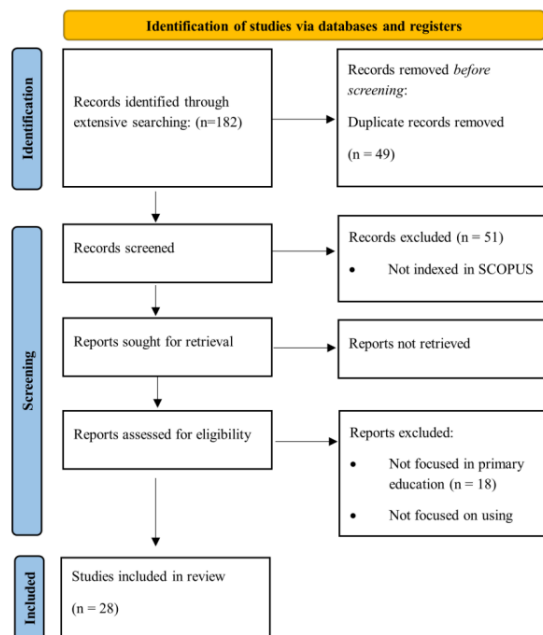 Identification of studies via databases and registers
Identification
Records identified through
extensive searching: (n=182)
Records removed before
screening:
Duplicate records removed
(n = 49)
Screening
Records screened
Records excluded (n = 51)
• Not indexed in SCOPUS
Reports sought for retrieval
Reports not retrieved
Reports assessed for eligibility
Reports excluded:
• Not focused in primary
education (n = 18)
• Not focused on using
Included
Studies included in review
(n = 28)